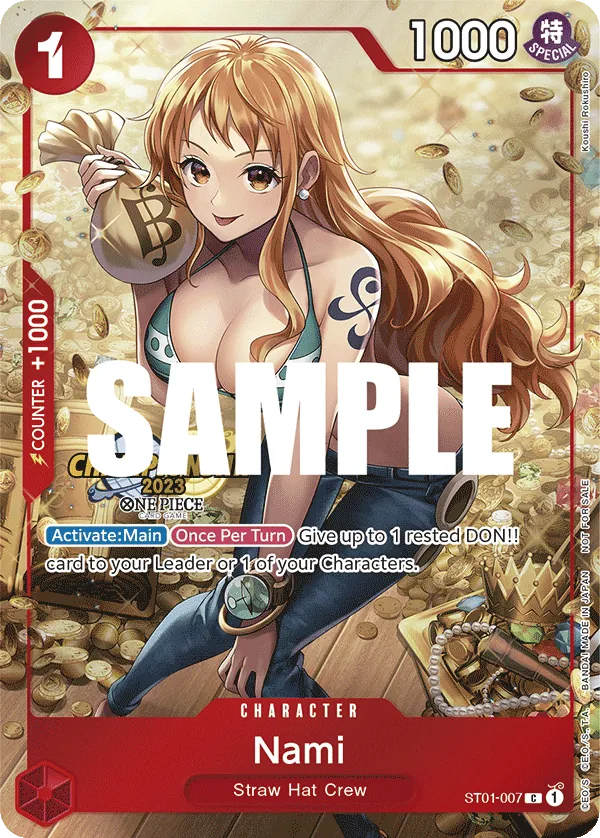 1
1000
特
SPECIAL
Koushi Rokushiro
฿
COUNTER +1000
SAMPLE
CHAMPIONSHIP
2023
ONE PIECE
CARD GAME
Activate:Main Once Per Turn Give up to 1 rested DON!!
card to your Leader or 1 of your Characters.
CHARACTER
Nami
Straw Hat Crew
ST01-007 C 1
©E.O./S. ©E.O./S.,T.A. BANDAI MADE IN JAPAN NOT FOR SALE